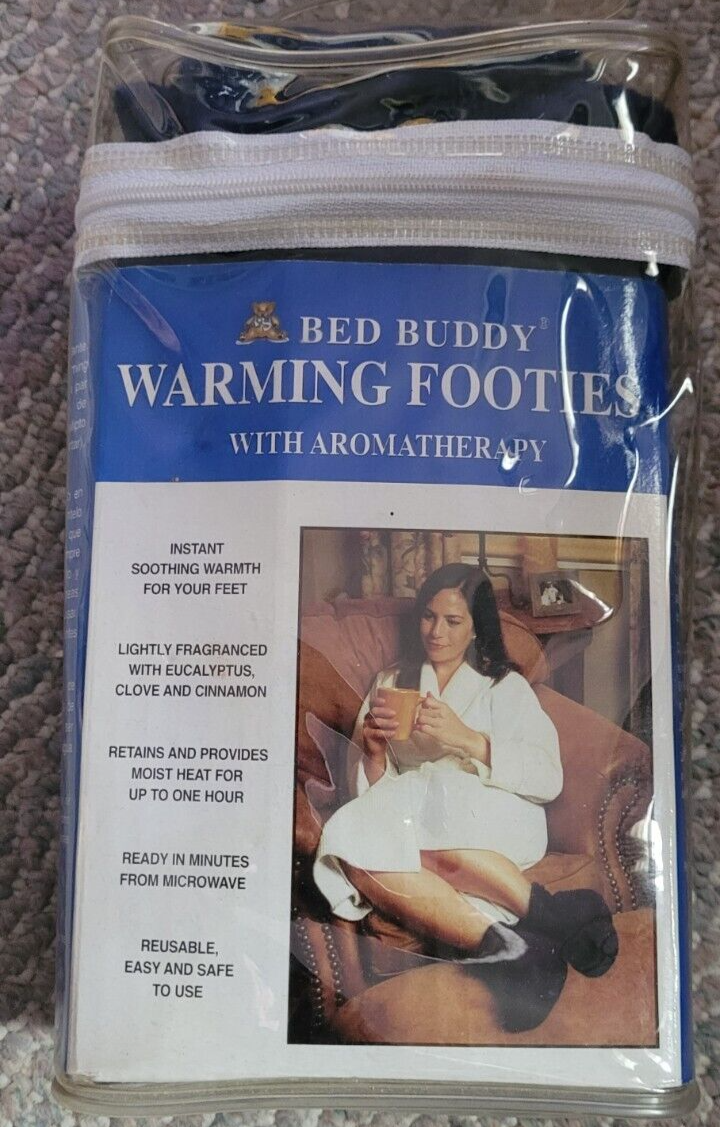 BED BUDDY®
WARMING FOOTIES
WITH AROMATHERAPY
INSTANT
SOOTHING WARMTH
FOR YOUR FEET
LIGHTLY FRAGRANCED
WITH EUCALYPTUS,
CLOVE AND CINNAMON
RETAINS AND PROVIDES
MOIST HEAT FOR
UP TO ONE HOUR
READY IN MINUTES
FROM MICROWAVE
REUSABLE,
EASY AND SAFE
TO USE